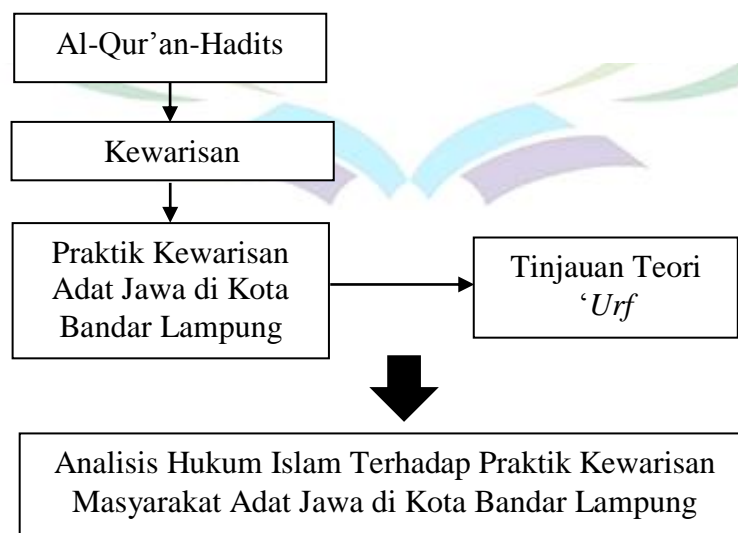 Al-Qur’an-Hadits
Kewarisan
Praktik Kewarisan
Adat Jawa di Kota
Bandar Lampung
Tinjauan Teori
‘Urf
Analisis Hukum Islam Terhadap Praktik Kewarisan
Masyarakat Adat Jawa di Kota Bandar Lampung